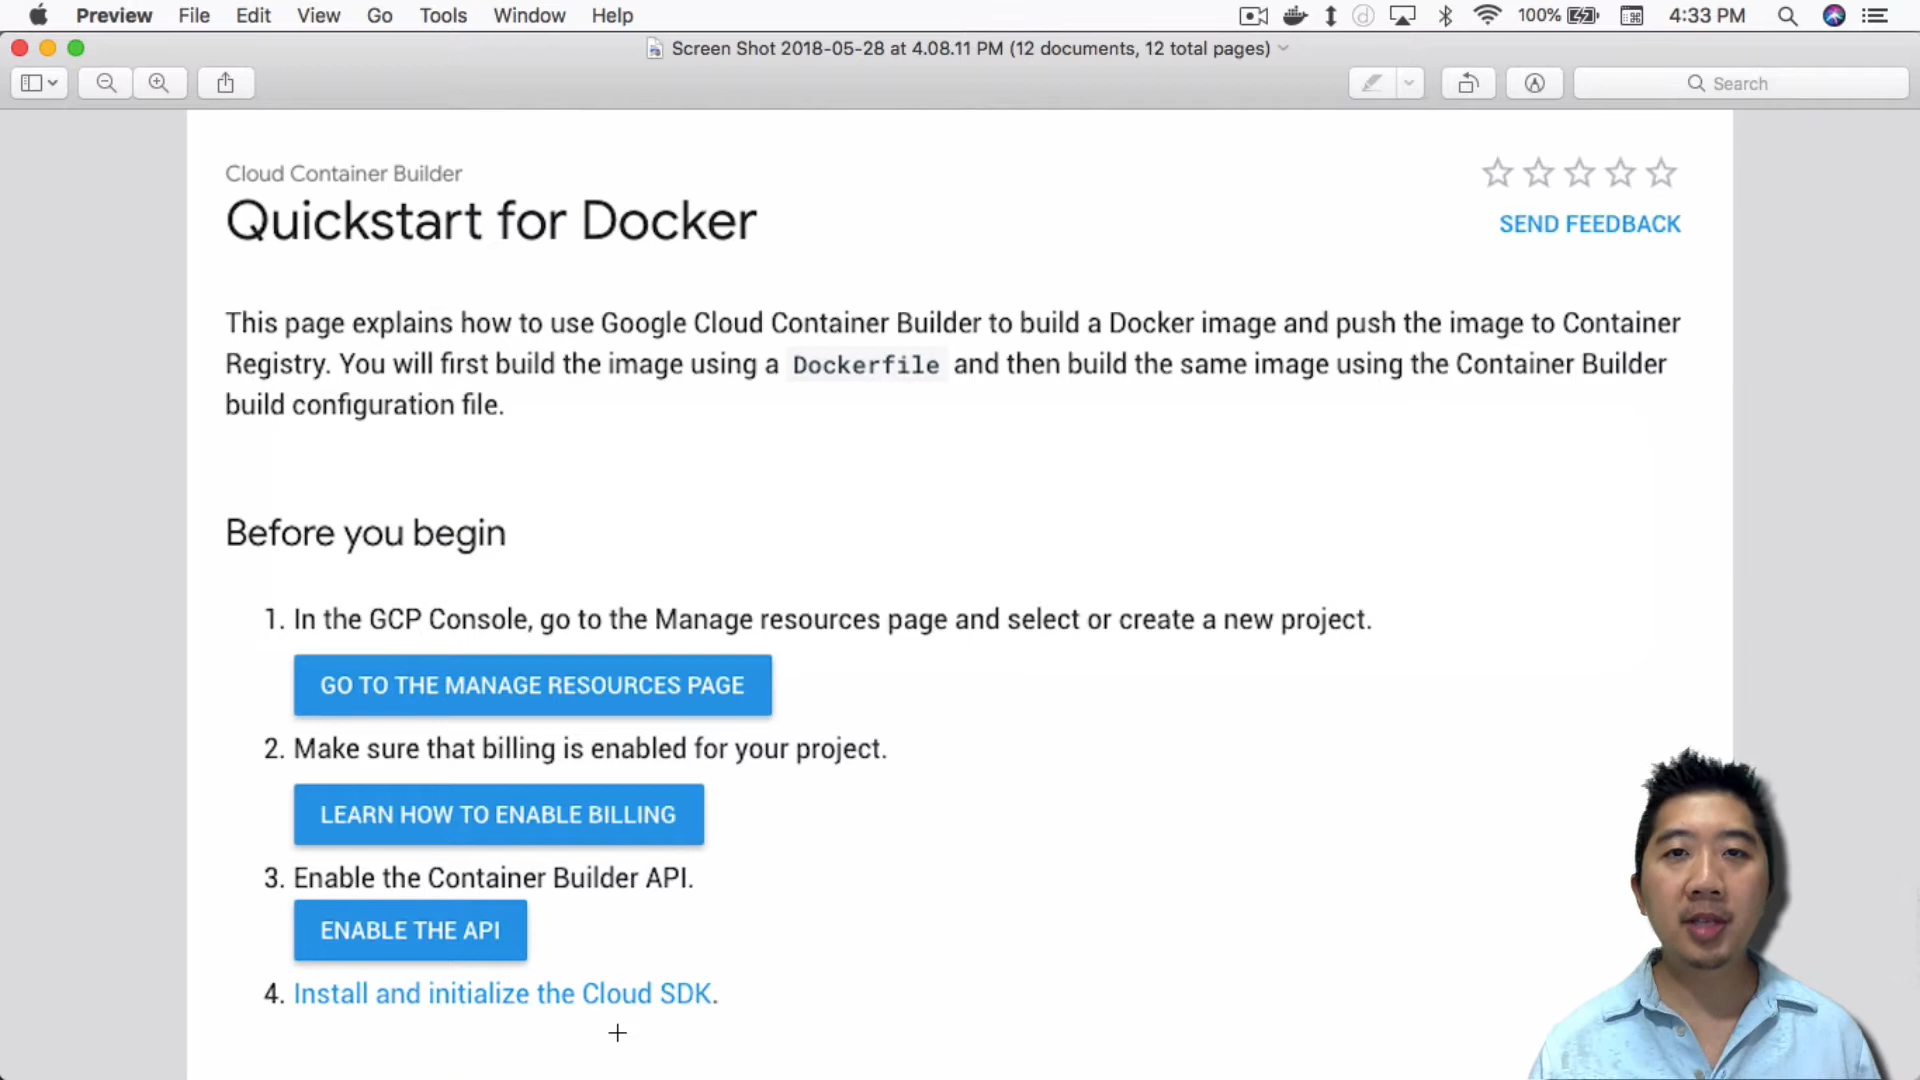 Preview File Edit View Go Tools Window Help 100% 4:33 PM
Screen Shot 2018-05-28 at 4.08.11 PM (12 documents, 12 total pages)
Search
Cloud Container Builder
Quickstart for Docker
SEND FEEDBACK
This page explains how to use Google Cloud Container Builder to build a Docker image and push the image to Container
Registry. You will first build the image using a Dockerfile and then build the same image using the Container Builder
build configuration file.
Before you begin
1. In the GCP Console, go to the Manage resources page and select or create a new project.
GO TO THE MANAGE RESOURCES PAGE
2. Make sure that billing is enabled for your project.
LEARN HOW TO ENABLE BILLING
3. Enable the Container Builder API.
ENABLE THE API
4. Install and initialize the Cloud SDK.